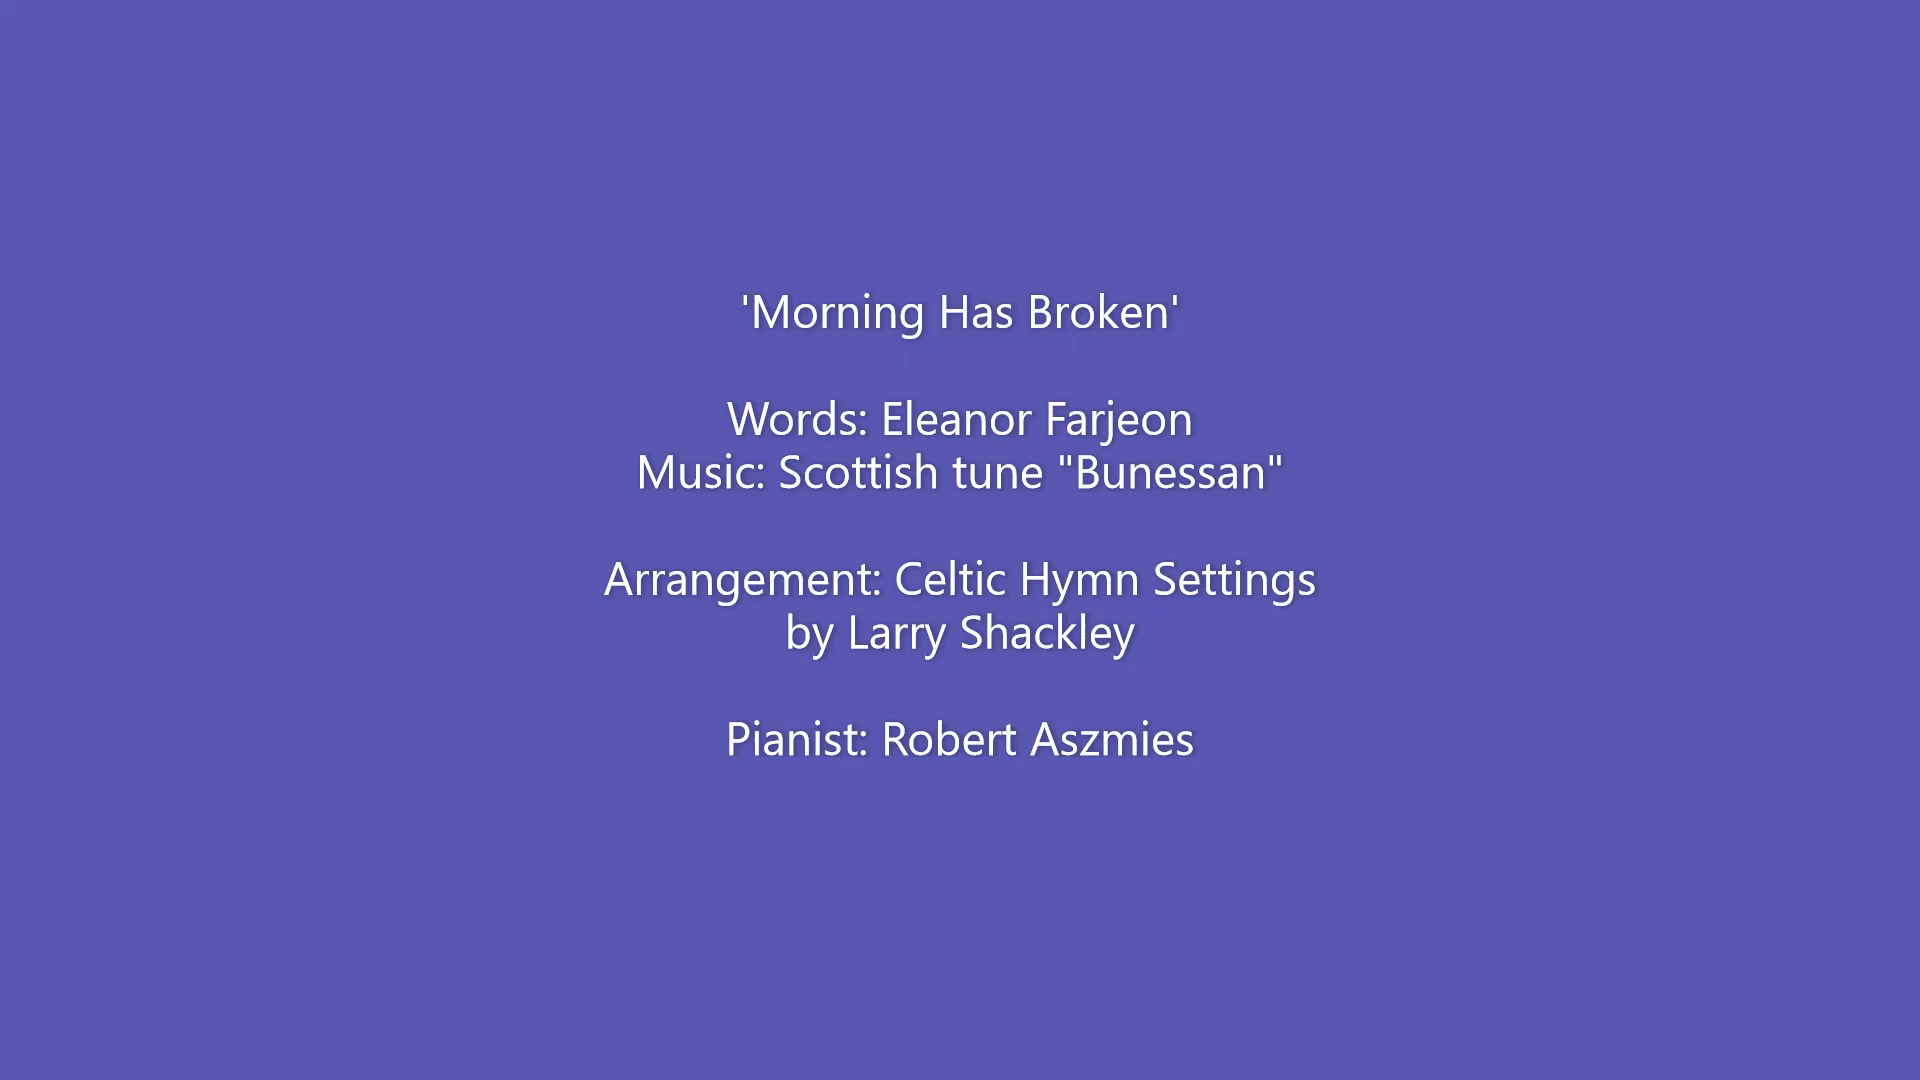 'Morning Has Broken'
Words: Eleanor Farjeon
Music: Scottish tune "Bunessan"
Arrangement: Celtic Hymn Settings
by Larry Shackley
Pianist: Robert Aszmies